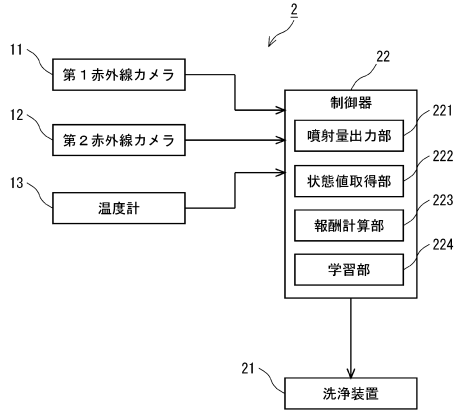 2
11
第1赤外線カメラ
12
第2赤外線カメラ
13
温度計
22
制御器
噴射量出力部
221
状態値取得部
222
報酬計算部
223
学習部
224
21
洗浄装置